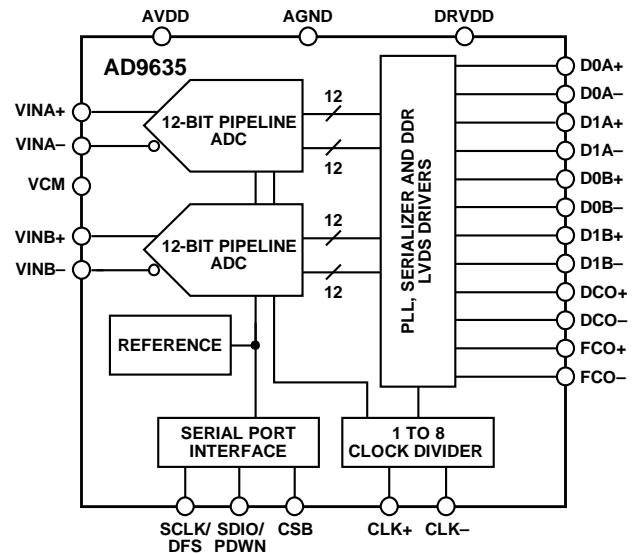 AVDD
AGND
DRVDD
AD9635
VINA+
VINA–
VCM
VINB+
VINB–
12-BIT PIPELINE
ADC
12
12
12-BIT PIPELINE
ADC
12
12
PLL, SERIALIZER AND DDR
LVDS DRIVERS
D0A+
D0A–
D1A+
D1A–
D0B+
D0B–
D1B+
D1B–
DCO+
DCO–
FCO+
FCO–
REFERENCE
SERIAL PORT
INTERFACE
1 TO 8
CLOCK DIVIDER
SCLK/
DFS
SDIO/
PDWN
CSB
CLK+
CLK–